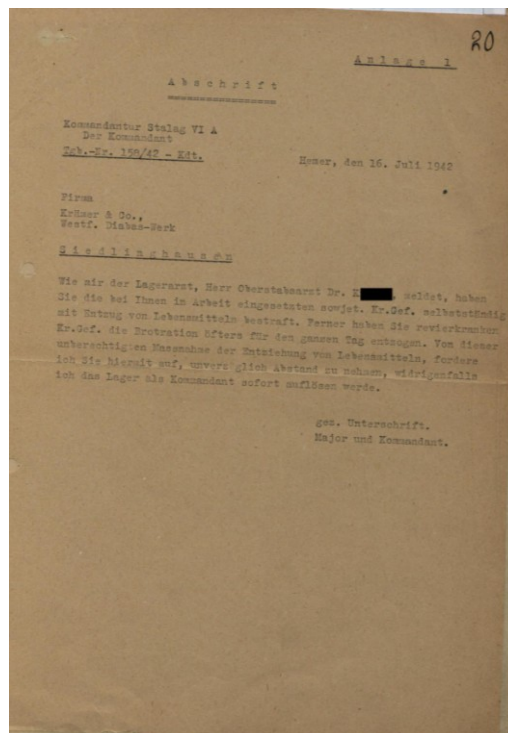 20
Anlage 1
Abschrift
Kommandantur Stalag VI A
Der Kommandant
Tgb.-Nr. 158/42 - Kdt.
Hemer, den 16. Juli 1942
Firma
Krämer & Co.,
Westf. Diabas-Werk
Siedlinghausen
Wie mir der Lagerarzt, Herr Oberstabsarzt Dr. K, meldet, haben
Sie die bei Ihnen in Arbeit eingesetzten sowjet. Kr.Gef. selbstständig
mit Entzug von Lebensmitteln bestraft. Ferner haben Sie revierkranken
Kr.Gef. die Brotration öfters für den ganzen Tag entzogen. Von dieser
unberechtigten Massnahme der Entziehung von Lebensmitteln, fordere
ich Sie hiermit auf, unverz glich Abstand zu nehmen, widrigenfalls
ich das Lager als Kommandant sofort auflösen werde.
gez. Unterschrift.
Major und Kommandant.